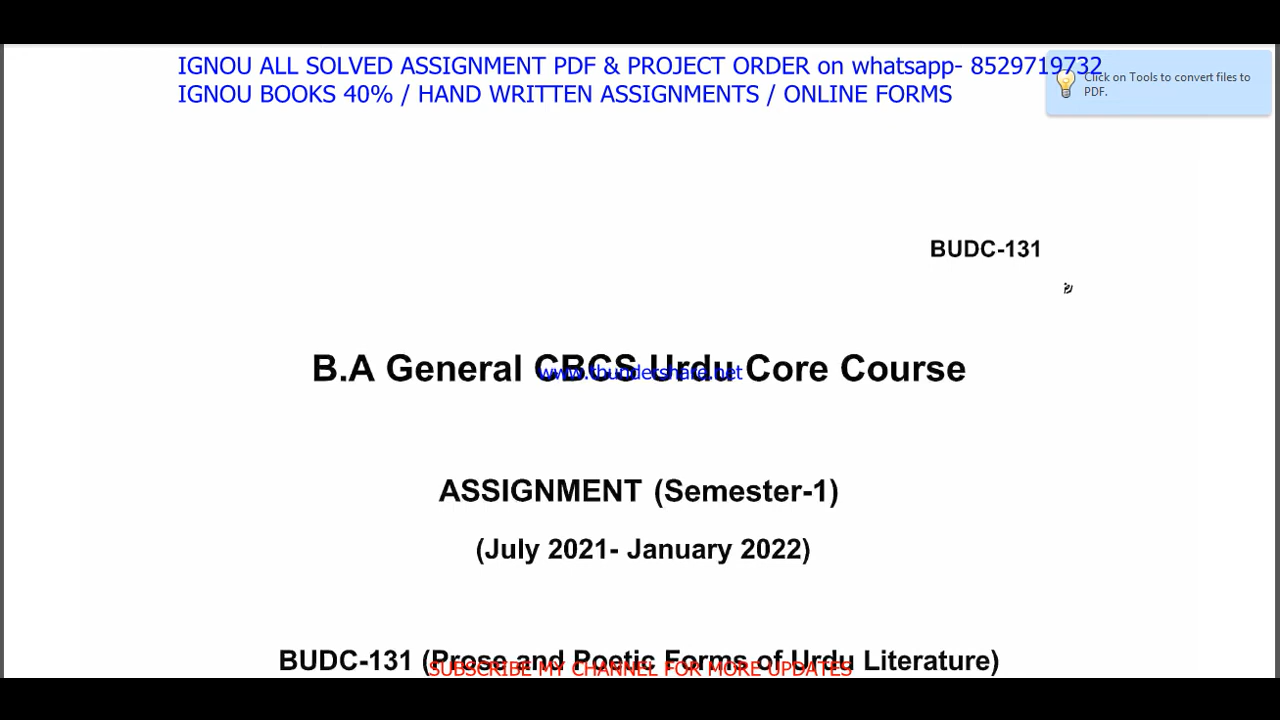 IGNOU ALL SOLVED ASSIGNMENT PDF & PROJECT ORDER on whatsapp- 8529719732
IGNOU BOOKS 40% / HAND WRITTEN ASSIGNMENTS / ONLINE FORMS
Click on Tools to convert files to
PDF.
BUDC-131
B.A General CBCS Urdu Core Course
www.thundershare.net
ASSIGNMENT (Semester-1)
(July 2021- January 2022)
BUDC-131 (Prose and Poetic Forms of Urdu Literature)
SUBSCRIBE MY CHANNEL FOR MORE UPDATES